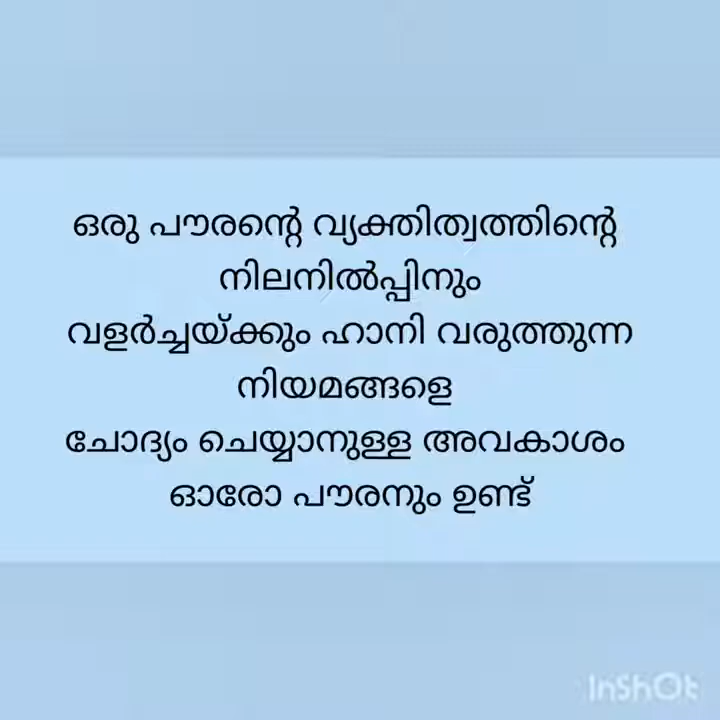 ഒരു പൗരന്റെ വ്യക്തിത്വത്തിന്റെ
നിലനിൽപ്പിനും
വളർച്ചയ്ക്കും ഹാനി വരുത്തുന്ന
നിയമങ്ങളെ
ചോദ്യം ചെയ്യാനുള്ള അവകാശം
ഓരോ പൗരനും ഉണ്ട്
InShOt